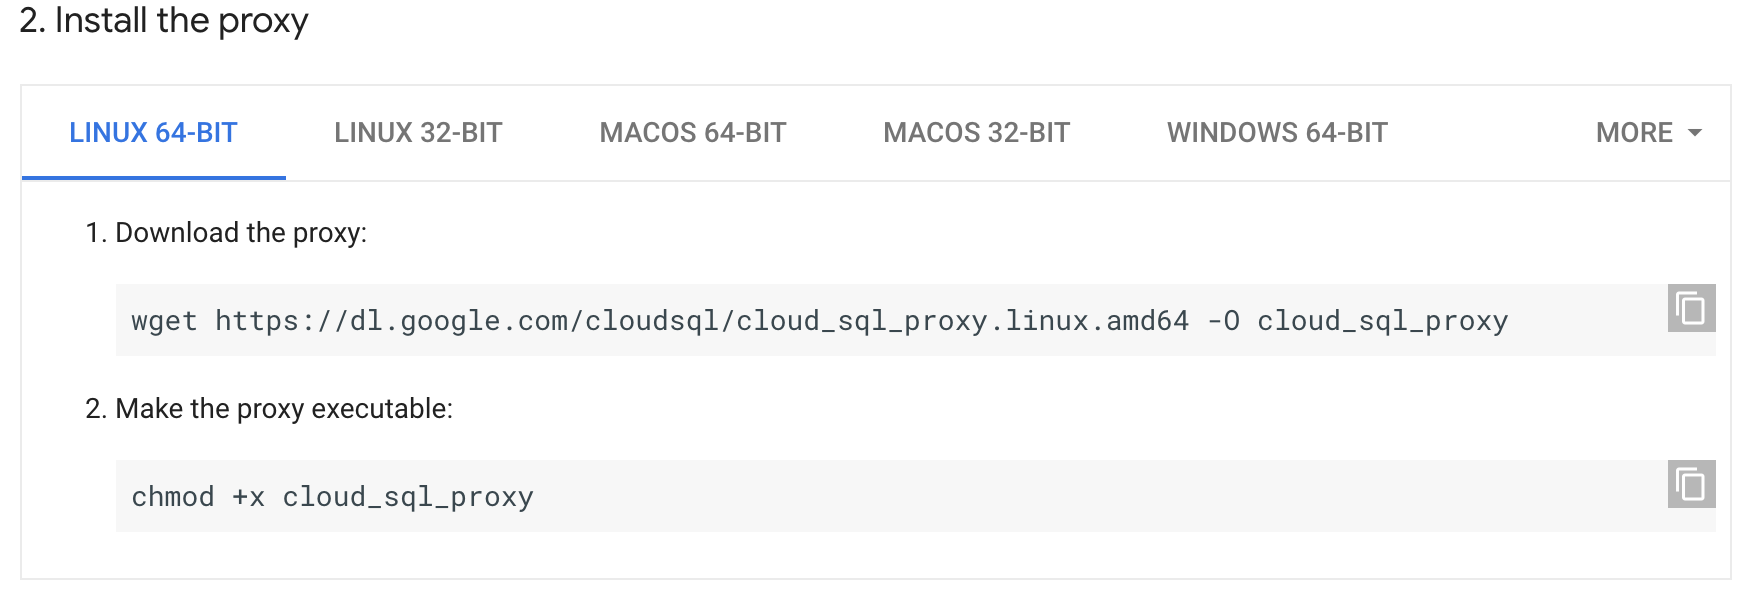 2. Install the proxy
LINUX 64-BIT LINUX 32-BIT MACOS 64-BIT MACOS 32-BIT WINDOWS 64-BIT MORE
1. Download the proxy:
wget https://dl.google.com/cloudsql/cloud_sql_proxy.linux.amd64 -O cloud_sql_proxy
2. Make the proxy executable:
chmod +x cloud_sql_proxy